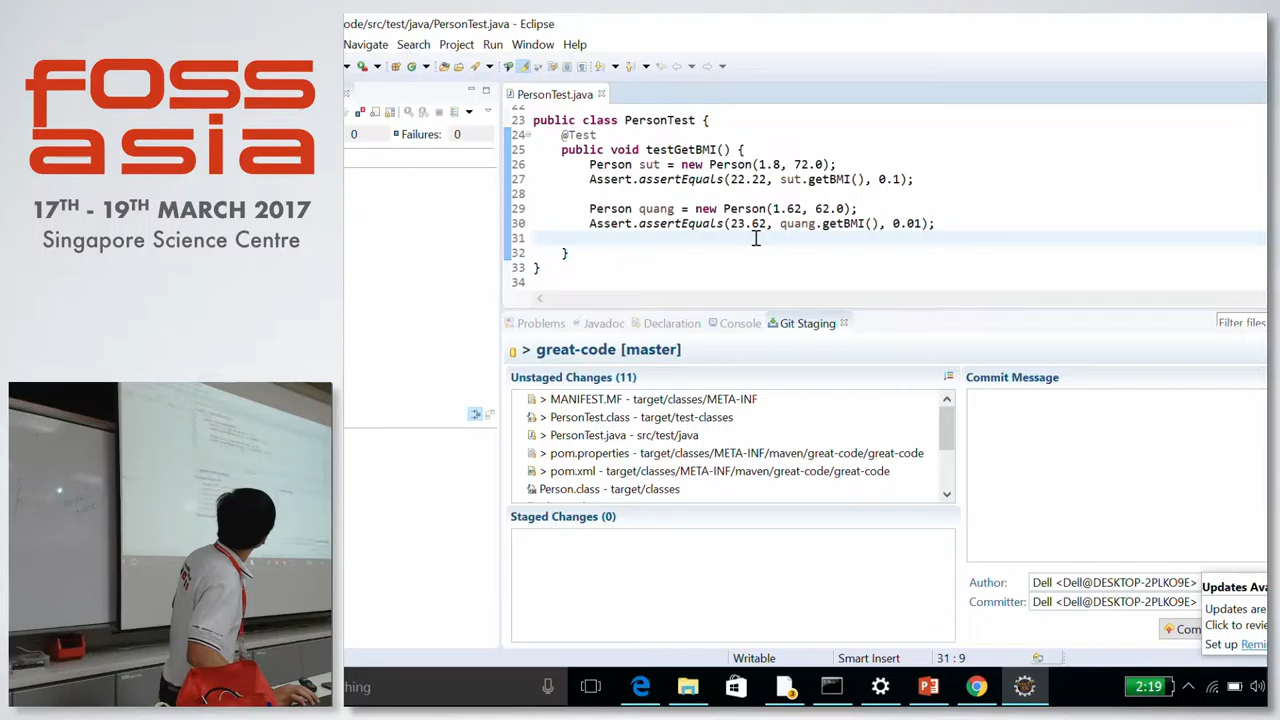 foss
asia
17TH - 19TH MARCH 2017
Singapore Science Centre
ode/src/test/java/PersonTest.java - Eclipse
Navigate Search Project Run Window Help
PersonTest.java
0 Failures: 0
22
23 public class PersonTest {
24 @Test
25 public void testGetBMI() {
26 Person sut = new Person(1.8, 72.0);
27 Assert.assertEquals(22.22, sut.getBMI(), 0.1);
28
29 Person quang = new Person(1.62, 62.0);
30 Assert.assertEquals(23.62, quang.getBMI(), 0.01);
31
32 }
33 }
34
Problems Javadoc Declaration Console Git Staging
Filter files
> great-code [master]
Unstaged Changes (11)
> MANIFEST.MF - target/classes/META-INF
> PersonTest.class - target/test-classes
> PersonTest.java - src/test/java
> pom.properties - target/classes/META-INF/maven/great-code/great-code
> pom.xml - target/classes/META-INF/maven/great-code/great-code
Person.class - target/classes
Staged Changes (0)
Commit Message
Author: Dell <Dell@DESKTOP-2PLKO9E>
Committer: Dell <Dell@DESKTOP-2PLKO9E>
Com
Updates Ava
Updates are
Click to revie
Set up Remi
Writable Smart Insert 31 : 9
ching
2:19